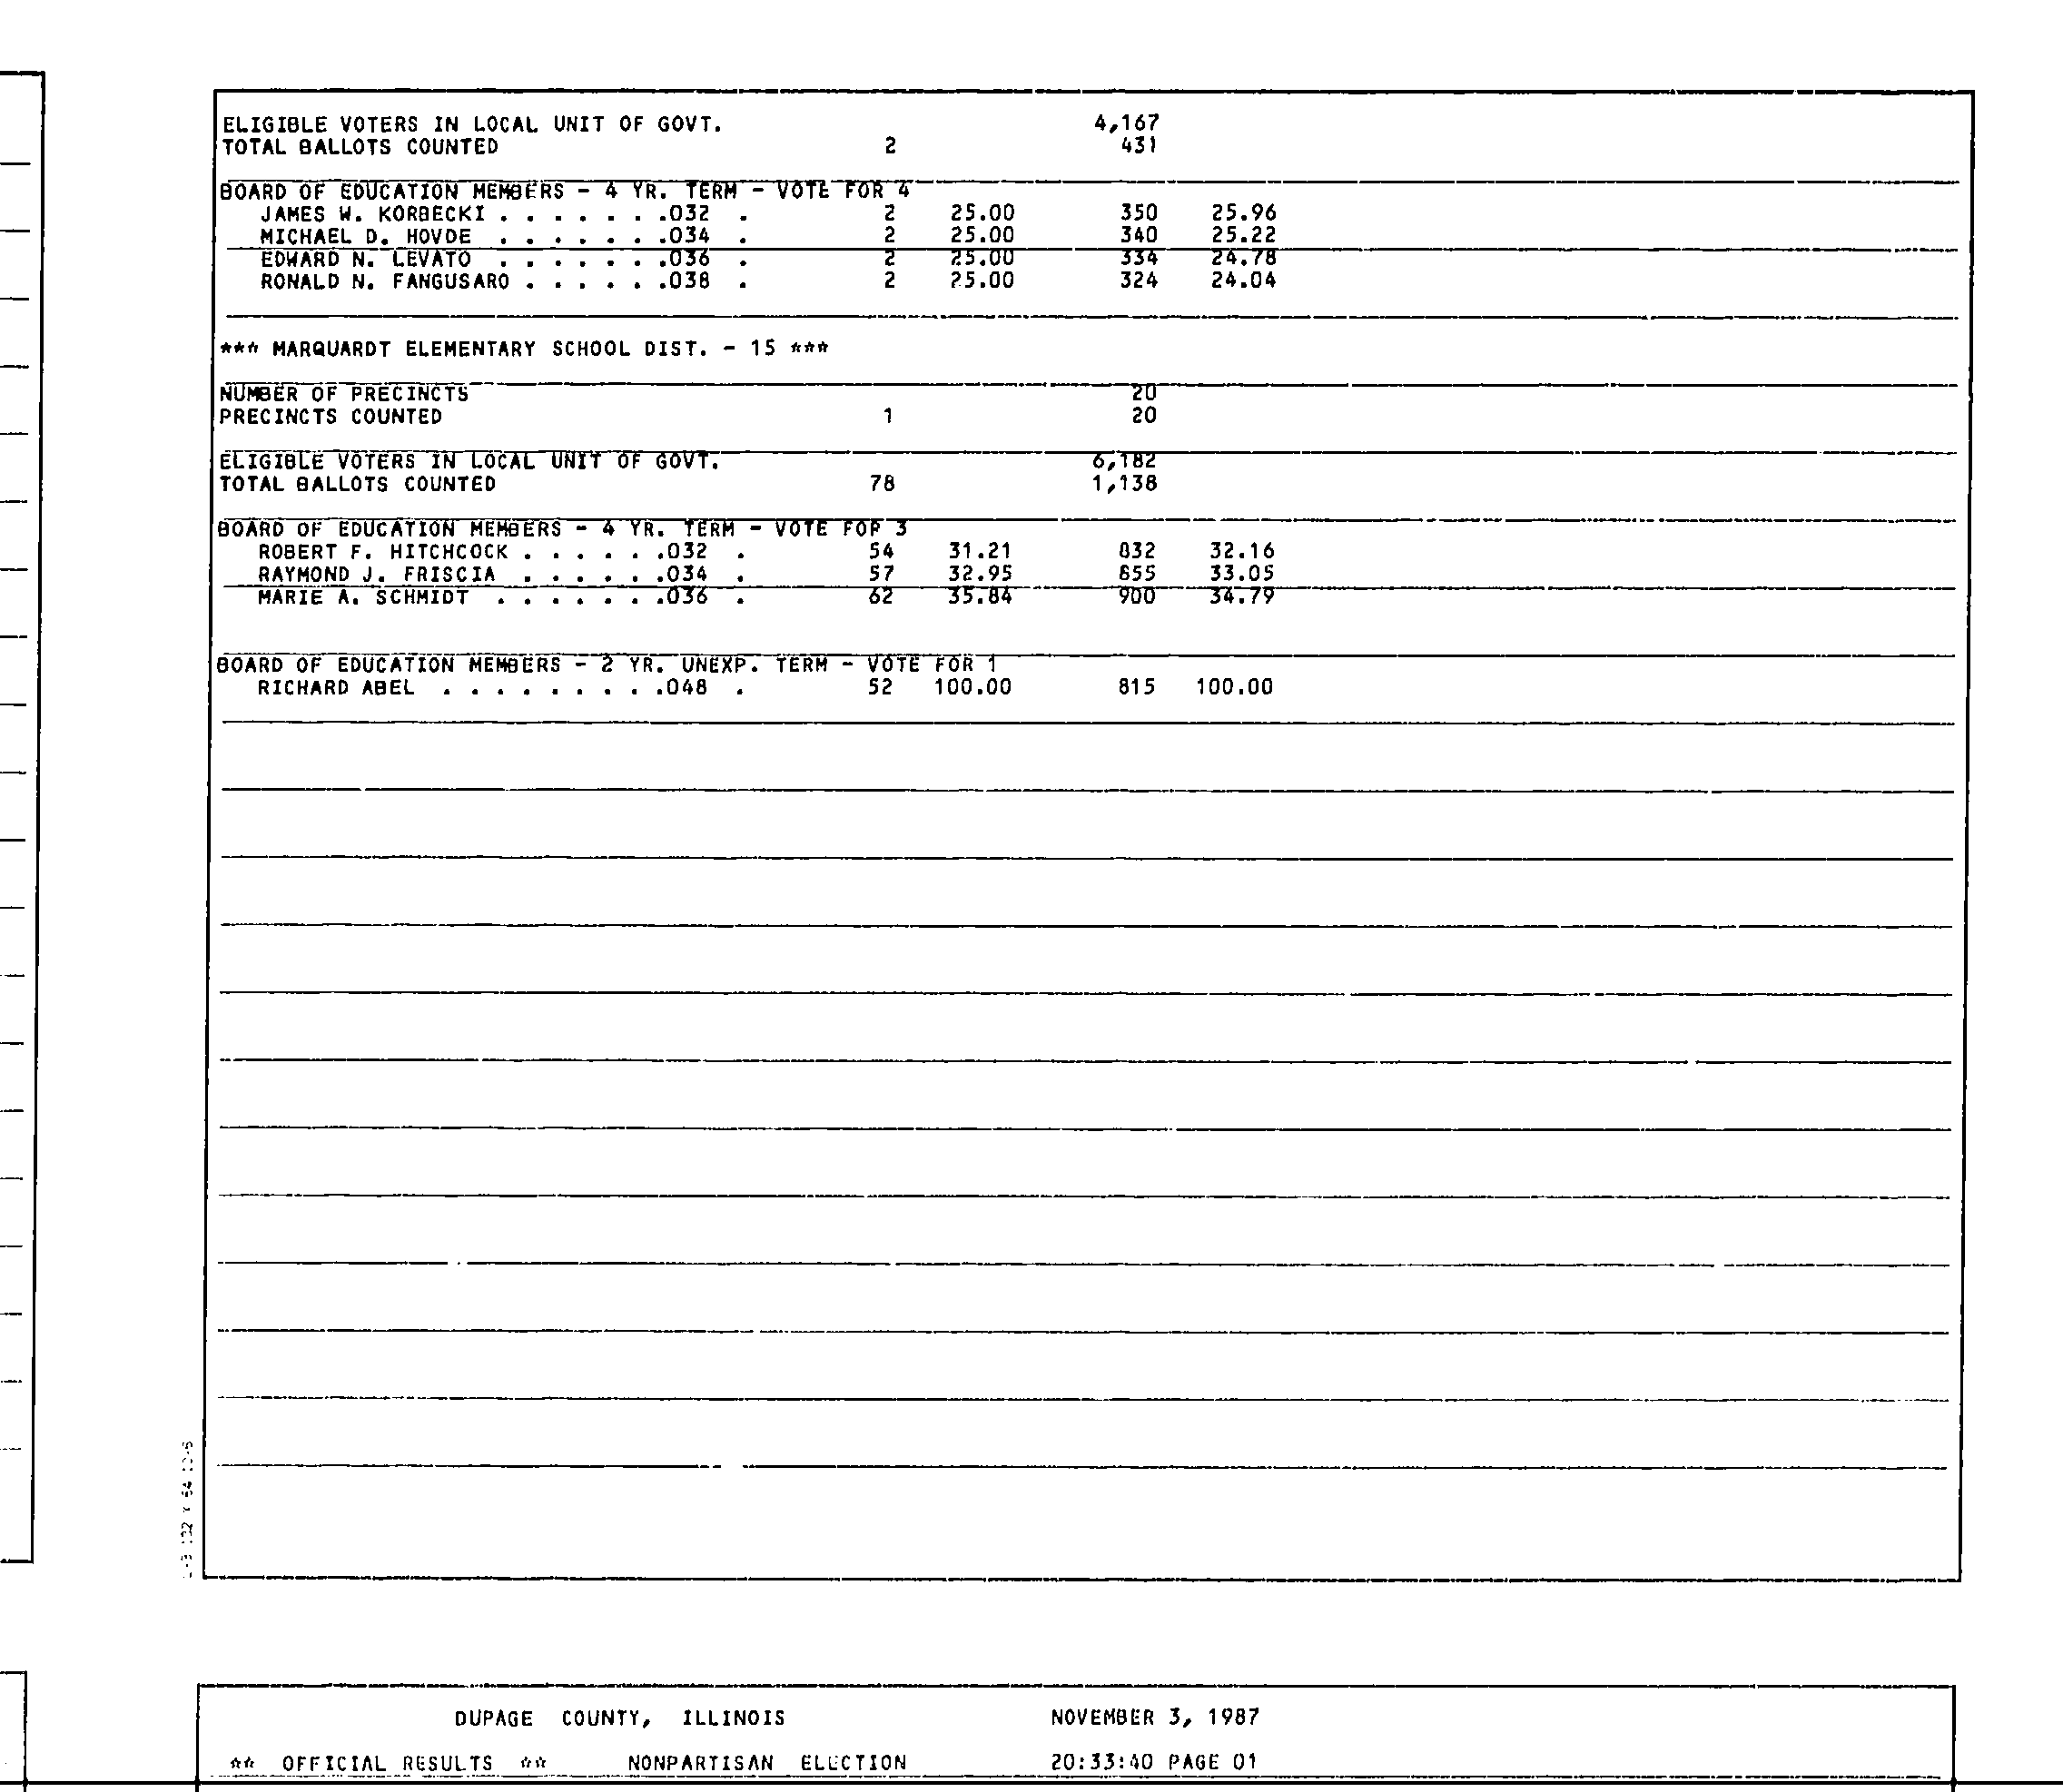 ELIGIBLE VOTERS IN LOCAL UNIT OF GOVT. 4,167
TOTAL BALLOTS COUNTED 2 431
BOARD OF EDUCATION MEMBERS - 4 YR. TERM - VOTE FOR 4
JAMES W. KORBECKI . . . . . . .032 . 2 25.00 350 25.96
MICHAEL D. HOVDE . . . . . . .034 . 2 25.00 340 25.22
EDWARD N. LEVATO . . . . . . .036 . 2 25.00 334 24.78
RONALD N. FANGUSARO . . . . . .038 . 2 25.00 324 24.04
*** MARQUARDT ELEMENTARY SCHOOL DIST. - 15 ***
NUMBER OF PRECINCTS 20
PRECINCTS COUNTED 1 20
ELIGIBLE VOTERS IN LOCAL UNIT OF GOVT. 6,182
TOTAL BALLOTS COUNTED 78 1,138
BOARD OF EDUCATION MEMBERS - 4 YR. TERM - VOTE FOR 3
ROBERT F. HITCHCOCK . . . . . .032 . 54 31.21 832 32.16
RAYMOND J. FRISCIA . . . . . .034 . 57 32.95 855 33.05
MARIE A. SCHMIDT . . . . . . .036 . 62 35.84 900 34.79
BOARD OF EDUCATION MEMBERS - 2 YR. UNEXP. TERM - VOTE FOR 1
RICHARD ABEL . . . . . . . . .048 . 52 100.00 815 100.00
DUPAGE COUNTY, ILLINOIS NOVEMBER 3, 1987
** OFFICIAL RESULTS ** NONPARTISAN ELECTION 20:33:40 PAGE 01